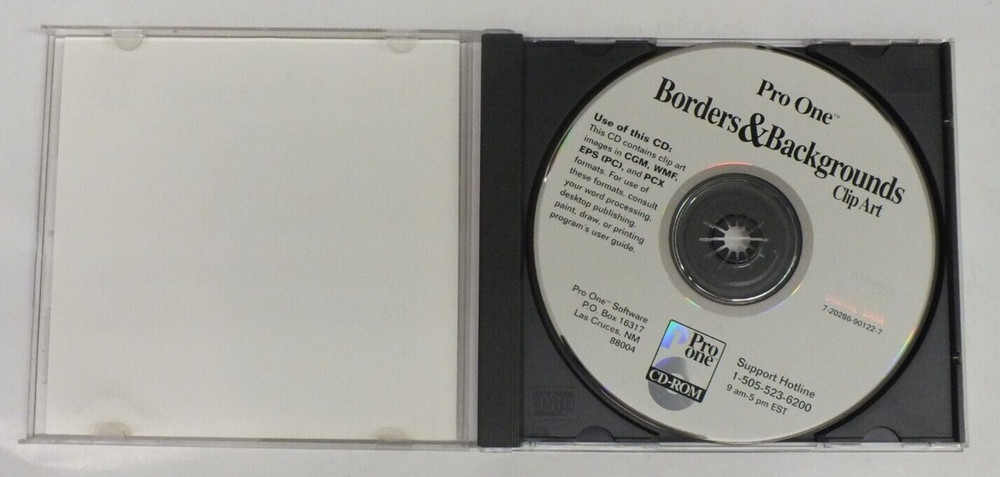 Pro One™
Borders & Backgrounds
Clip Art
Use of this CD:
This CD contains clip art
images in CGM, WMF,
EPS (PC), and PCX
formats. For use of
these formats, consult
your word processing,
desktop publishing,
paint, draw, or printing
program's user guide.
7-20286-90122-7
Pro One™ Software
P.O. Box 16317
Las Cruces, NM
88004
Pro
one™
CD-ROM
Support Hotline
1-505-523-6200
9 am-5 pm EST